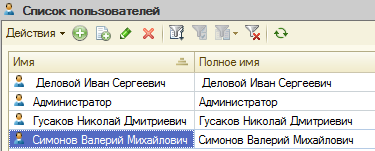 Список пользователей
Действия
Имя Полное имя
Деловой Иван Сергеевич Деловой Иван Сергеевич
Администратор Администратор
Гусаков Николай Дмитриевич Гусаков Николай Дмитриевич
Симонов Валерий Михайлович Симонов Валерий Михайлович